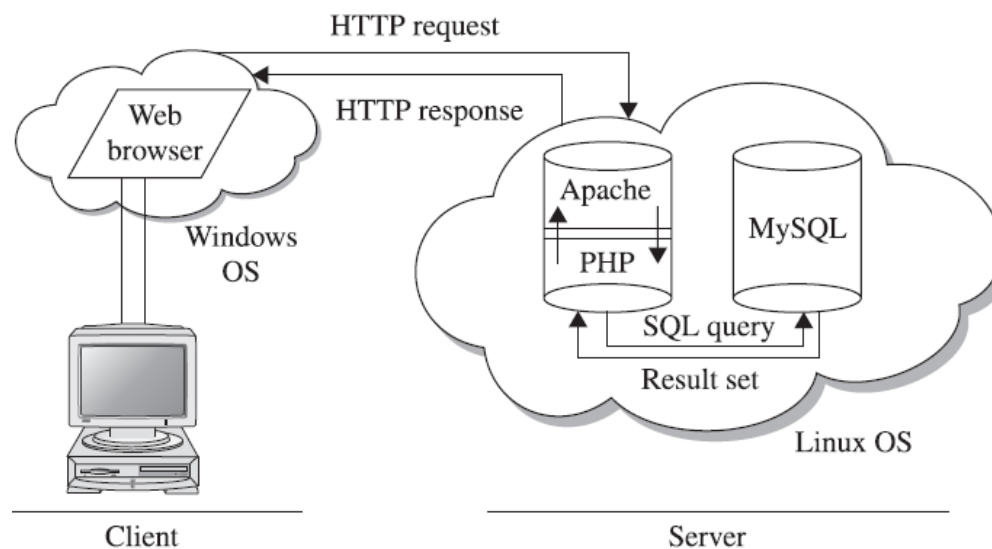 HTTP request
HTTP response
Web
browser
Windows
OS
Apache
PHP
MySQL
SQL query
Result set
Linux OS
Client
Server